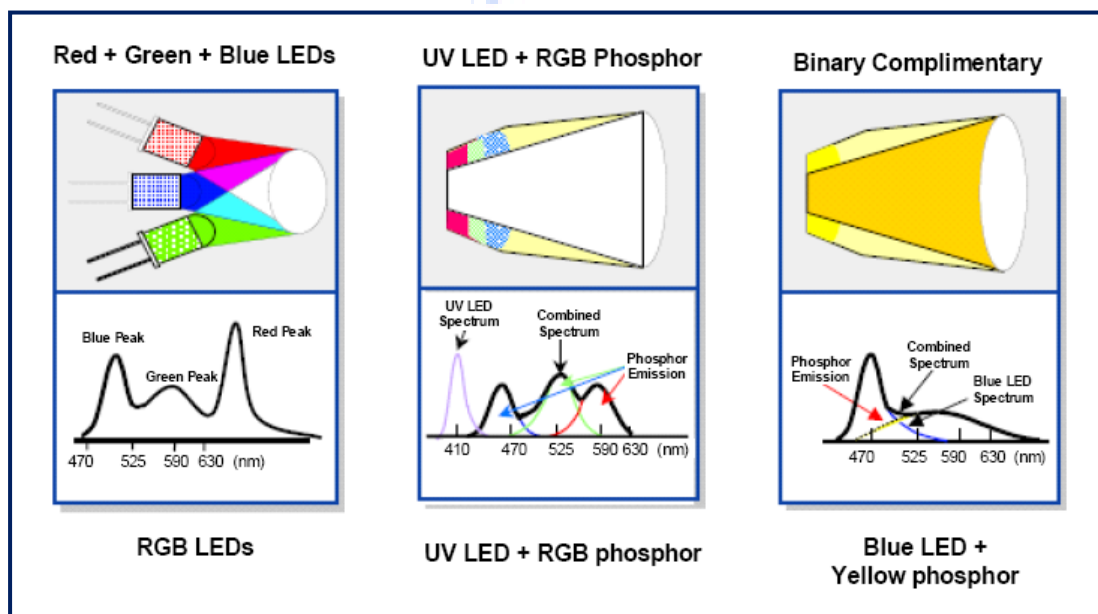 Red + Green + Blue LEDs
UV LED + RGB Phosphor
Binary Complimentary
Blue Peak
Green Peak
Red Peak
470 525 590 630 (nm)
UV LED
Spectrum
Combined
Spectrum
Phosphor
Emission
410 470 525 590 630 (nm)
Phosphor
Emission
Combined
Spectrum
Blue LED
Spectrum
470 525 590 630 (nm)
RGB LEDs
UV LED + RGB phosphor
Blue LED +
Yellow phosphor